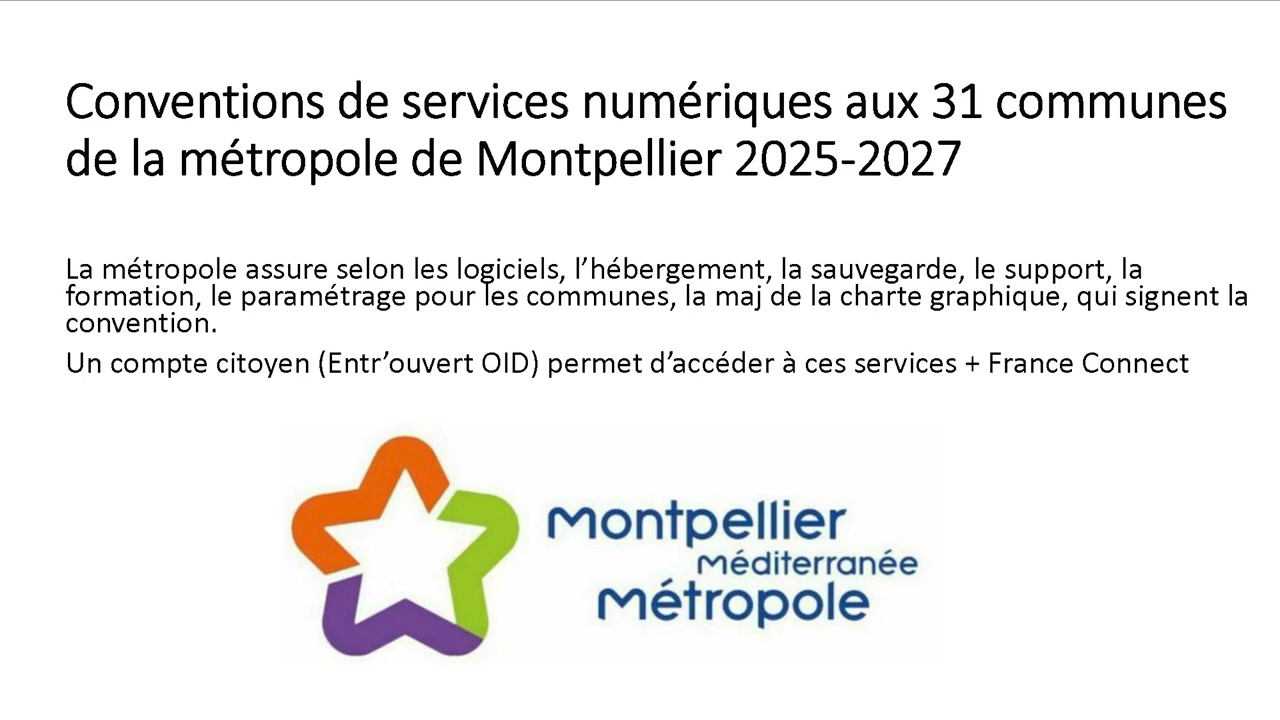 Conventions de services numériques aux 31 communes
de la métropole de Montpellier 2025-2027
La métropole assure selon les logiciels, l’hébergement, la sauvegarde, le support, la
formation, le paramétrage pour les communes, la maj de la charte graphique, qui signent la
convention.
Un compte citoyen (Entr’ouvert OID) permet d’accéder à ces services + France Connect
montpellier
méditerranée
métropole